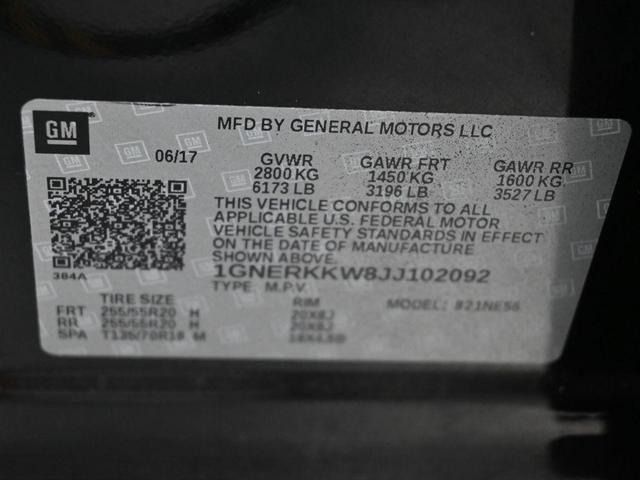 GM
MFD BY GENERAL MOTORS LLC
06/17
GVWR GAWR FRT GAWR RR
2800 KG 1450 KG 1600 KG
6173 LB 3196 LB 3527 LB
THIS VEHICLE CONFORMS TO ALL
APPLICABLE U.S. FEDERAL MOTOR
VEHICLE SAFETY STANDARDS IN EFFECT
ON THE DATE OF MANUFACTURE
SHOWN ABOVE.
384A
1GNERKKW8JJ102092
TYPE M.P.V. MODEL:
TIRE SIZE RIM
FRT 255/55R20 H 20X8J
RR 255/55R20 H 20X8J
SPA T135/70R18 M